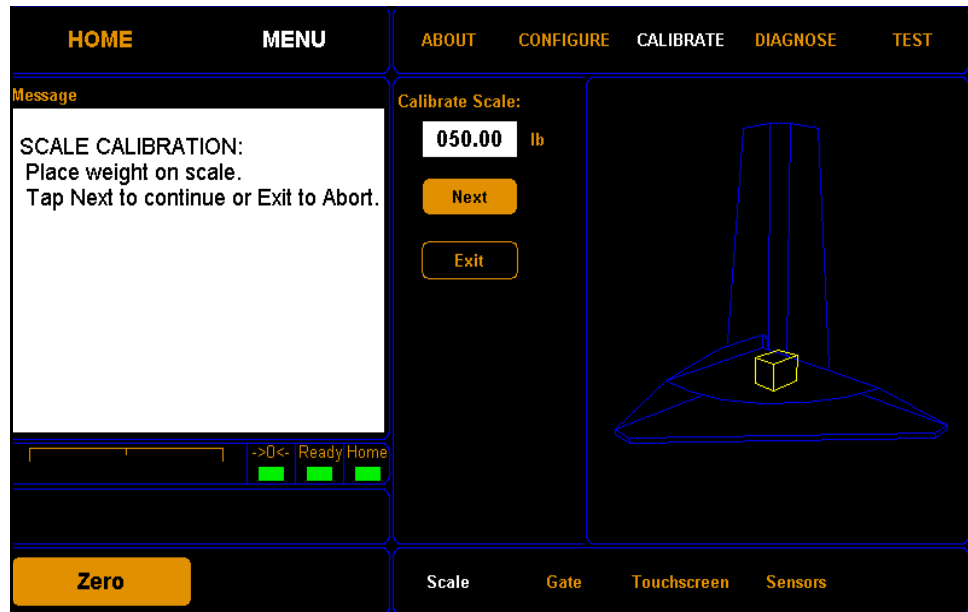 HOME MENU ABOUT CONFIGURE CALIBRATE DIAGNOSE TEST
Message
SCALE CALIBRATION:
Place weight on scale.
Tap Next to continue or Exit to Abort.
Calibrate Scale:
050.00 lb
Next
Exit
->0<- Ready Home
Zero
Scale Gate Touchscreen Sensors